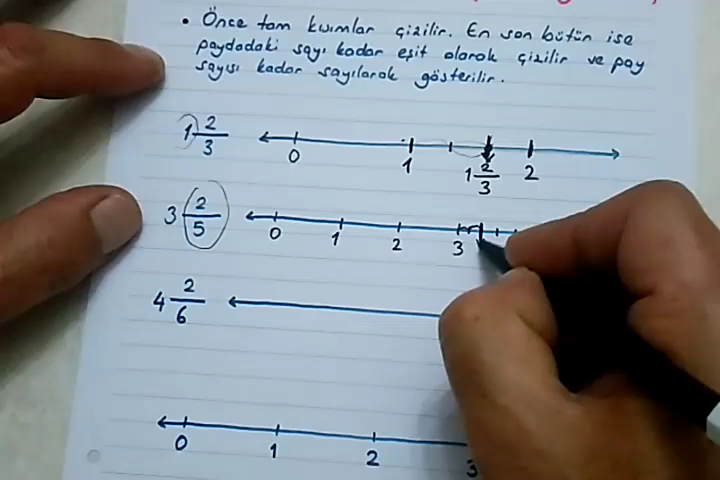 • Önce tam kısımlar çizilir. En son bütün ise
paydadaki sayı kadar eşit olarak çizilir ve pay
sayısı kadar sayılarak gösterilir.
1 2/3 0 1 1 2/3 2
3 2/5 0 1 2 3
4 2/6
0 1 2 3